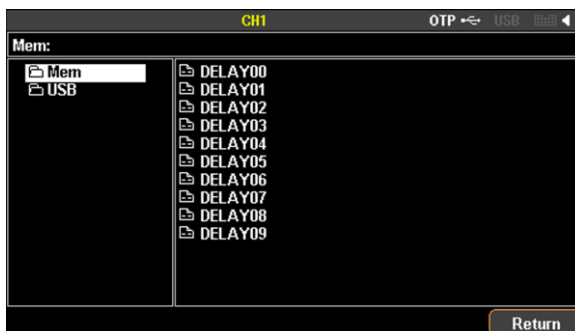 CH1 OTP USB
Mem:
Mem
USB
DELAY00
DELAY01
DELAY02
DELAY03
DELAY04
DELAY05
DELAY06
DELAY07
DELAY08
DELAY09
Return